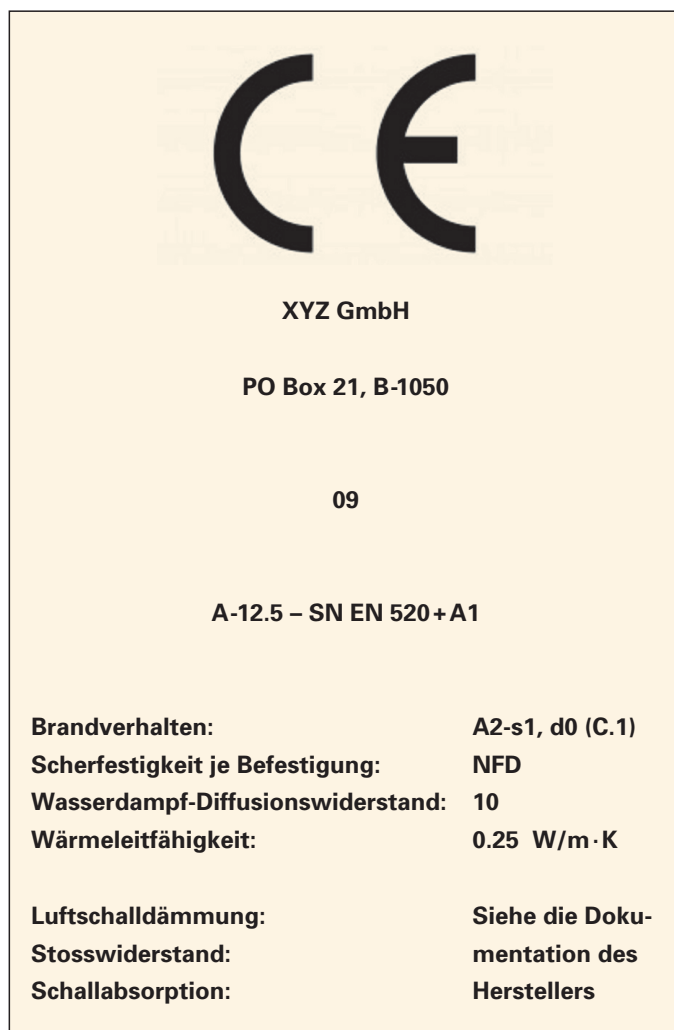 CE
XYZ GmbH
PO Box 21, B-1050
09
A-12.5 – SN EN 520+A1
Brandverhalten: A2-s1, d0 (C.1)
Scherfestigkeit je Befestigung: NFD
Wasserdampf-Diffusionswiderstand: 10
Wärmeleitfähigkeit: 0.25 W/m·K
Luftschalldämmung: Siehe die Doku-
Stosswiderstand: mentation des
Schallabsorption: Herstellers